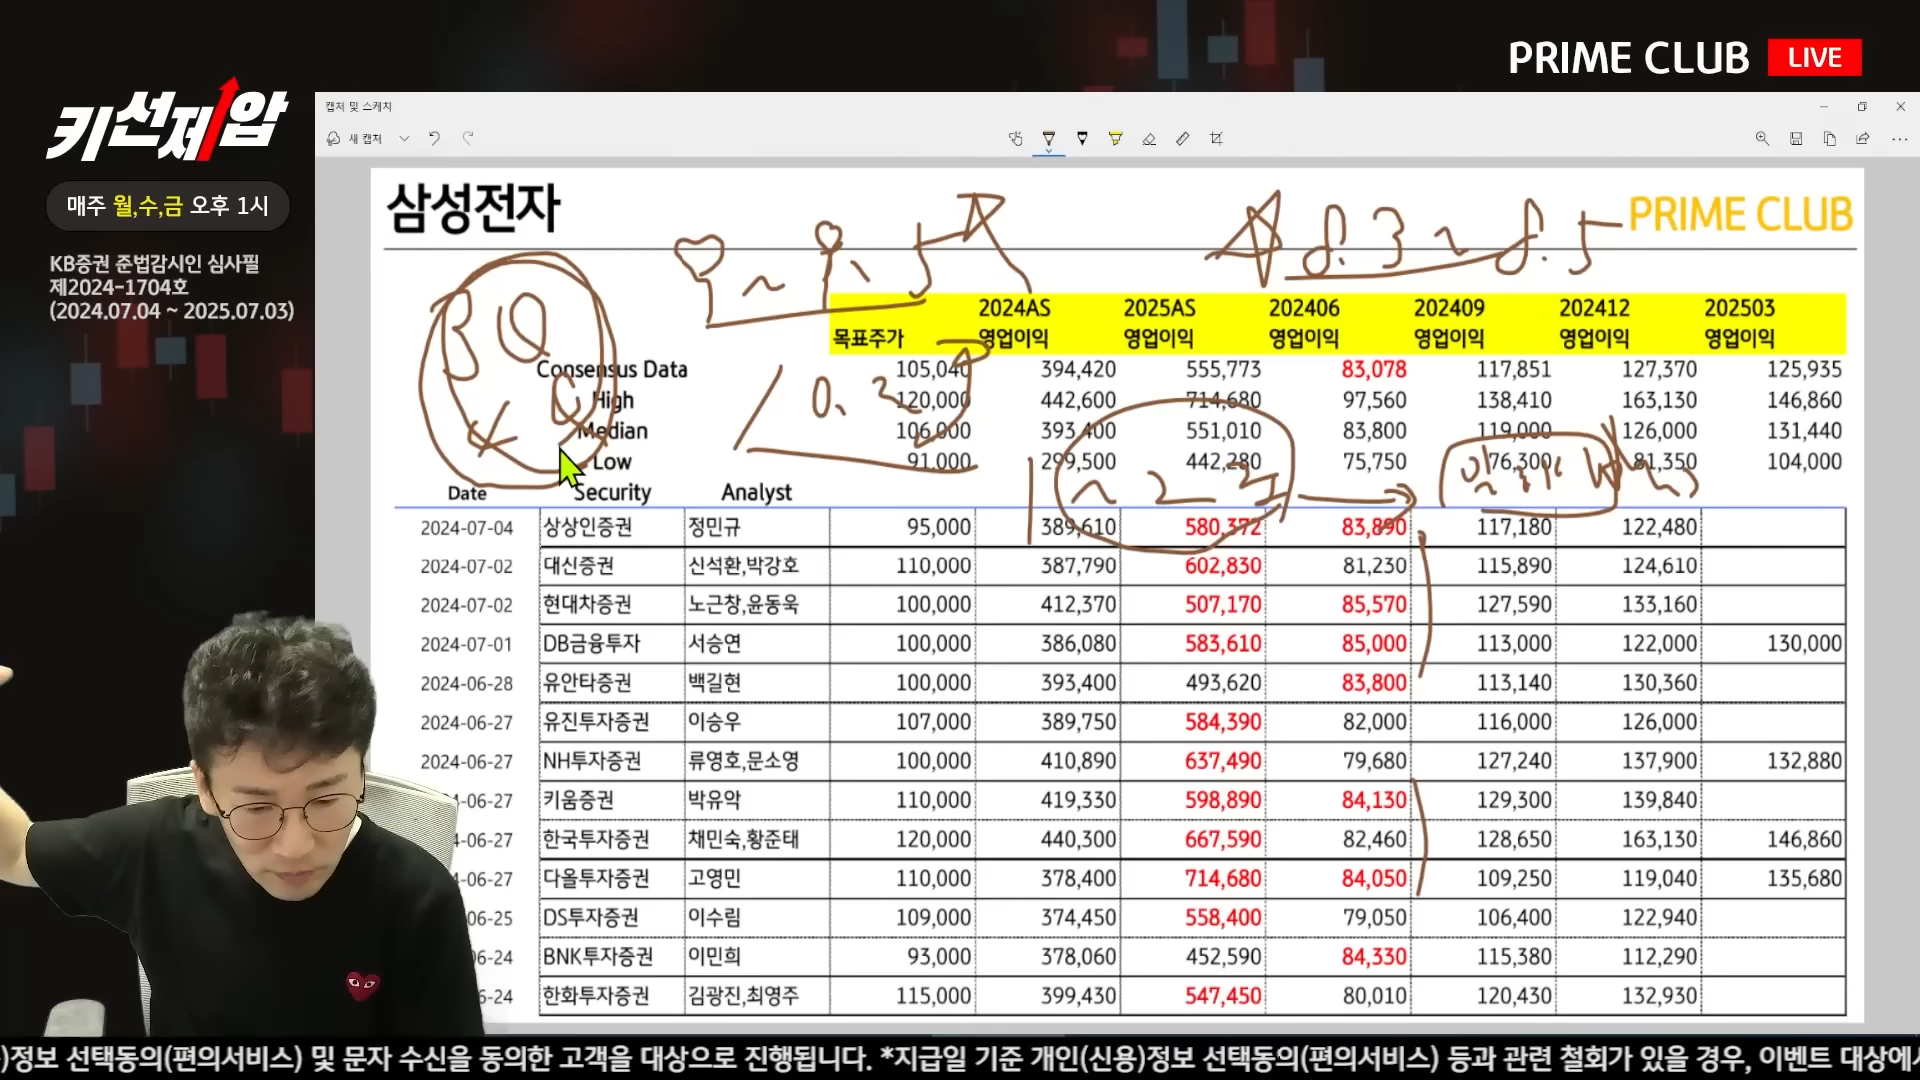 PRIME CLUB LIVE
키선제압
매주 월,수,금 오후 1시
KB증권 준법감시인 심사필
제2024-1704호
(2024.07.04 ~ 2025.07.03)
캡처 및 스케치
새 캡처
삼성전자
PRIME CLUB
8.3 ~ 8.5
3Q
4Q
10.2
2024AS 2025AS 202406 202409 202412 202503
목표주가 영업이익 영업이익 영업이익 영업이익 영업이익 영업이익
Consensus Data 105,040 394,420 555,773 83,078 117,851 127,370 125,935
High 120,000 442,600 714,680 97,560 138,410 163,130 146,860
Median 106,000 393,400 551,010 83,800 119,000 126,000 131,440
Low 91,000 299,500 442,280 75,750 76,300 81,350 104,000
Date Security Analyst
2024-07-04 상상인증권 정민규 95,000 389,610 580,372 83,890 117,180 122,480
2024-07-02 대신증권 신석환,박강호 110,000 387,790 602,830 81,230 115,890 124,610
2024-07-02 현대차증권 노근창,윤동욱 100,000 412,370 507,170 85,570 127,590 133,160
2024-07-01 DB금융투자 서승연 100,000 386,080 583,610 85,000 113,000 122,000 130,000
2024-06-28 유안타증권 백길현 100,000 393,400 493,620 83,800 113,140 130,360
2024-06-27 유진투자증권 이승우 107,000 389,750 584,390 82,000 116,000 126,000
2024-06-27 NH투자증권 류영호,문소영 100,000 410,890 637,490 79,680 127,240 137,900 132,880
-06-27 키움증권 박유악 110,000 419,330 598,890 84,130 129,300 139,840
4-06-27 한국투자증권 채민숙,황준태 120,000 440,300 667,590 82,460 128,650 163,130 146,860
-06-27 다올투자증권 고영민 110,000 378,400 714,680 84,050 109,250 119,040 135,680
06-25 DS투자증권 이수림 109,000 374,450 558,400 79,050 106,400 122,940
06-24 BNK투자증권 이민희 93,000 378,060 452,590 84,330 115,380 112,290
6-24 한화투자증권 김광진,최영주 115,000 399,430 547,450 80,010 120,430 132,930
)정보 선택동의(편의서비스) 및 문자 수신을 동의한 고객을 대상으로 진행됩니다. *지급일 기준 개인(신용)정보 선택동의(편의서비스) 등과 관련 철회가 있을 경우, 이벤트 대상에서